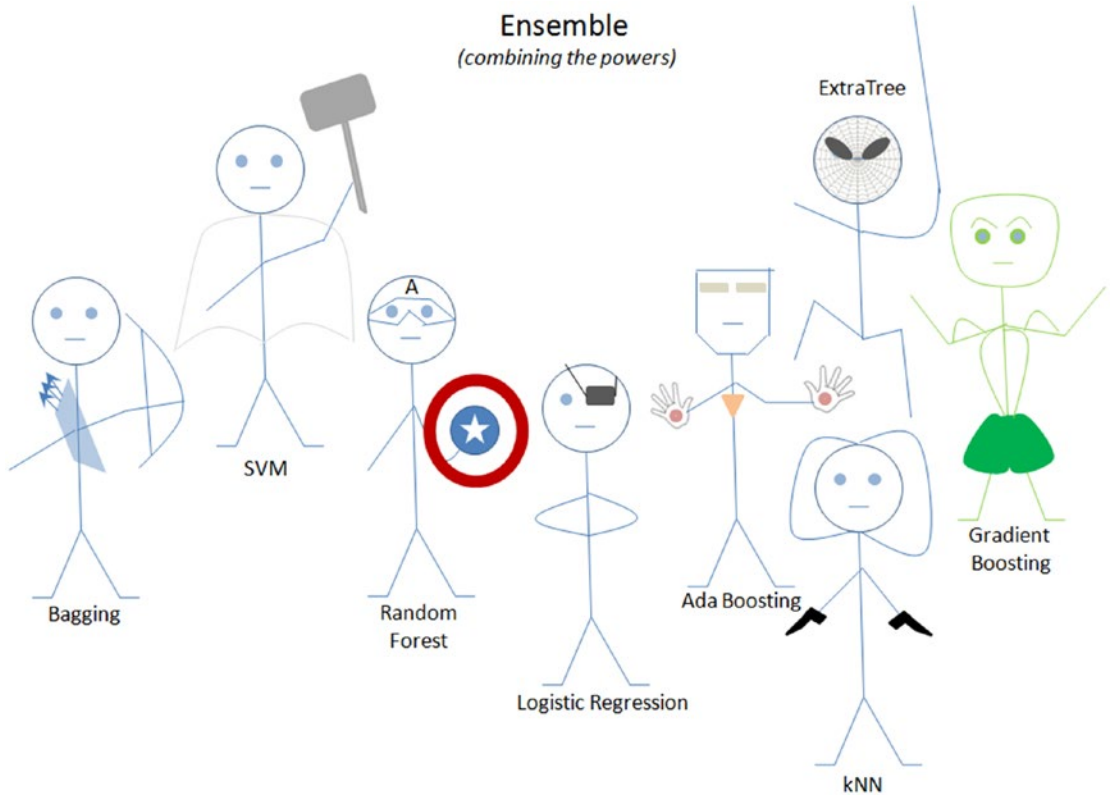 Ensemble
(combining the powers)
ExtraTree
A
SVM
Bagging
Random
Forest
Logistic Regression
Ada Boosting
Gradient
Boosting
kNN